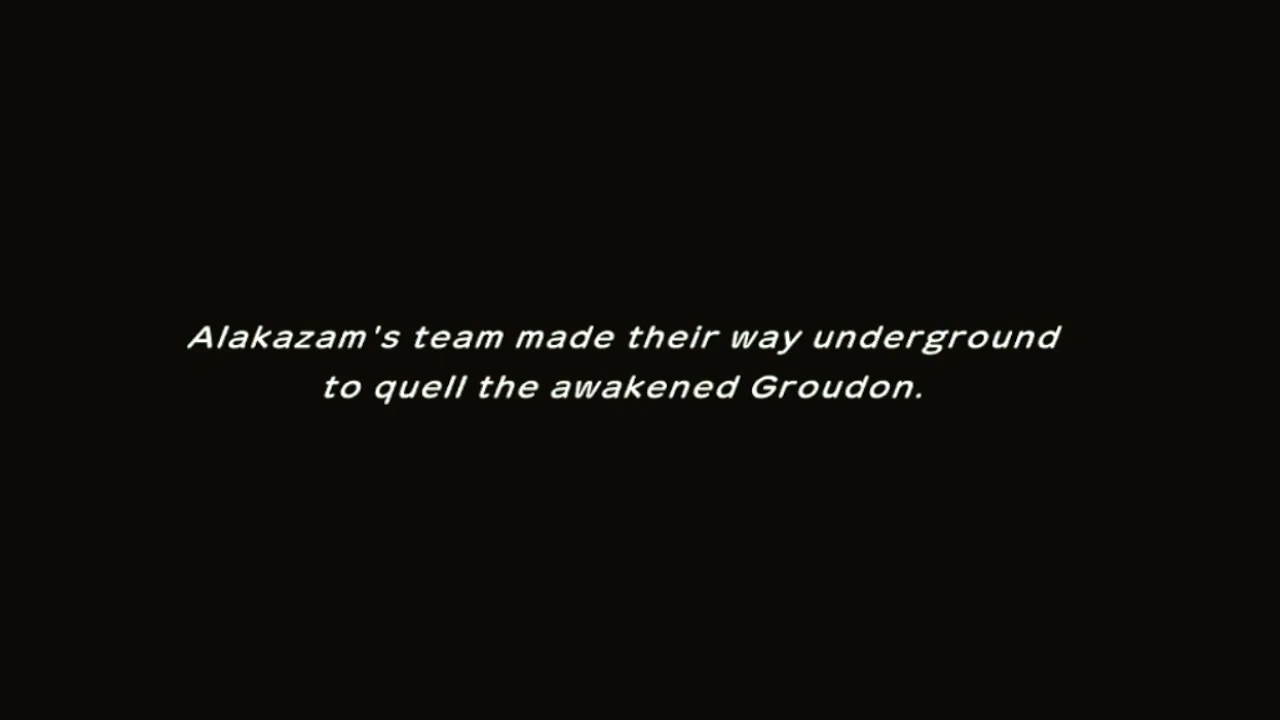 Alakazam's team made their way underground
to quell the awakened Groudon.